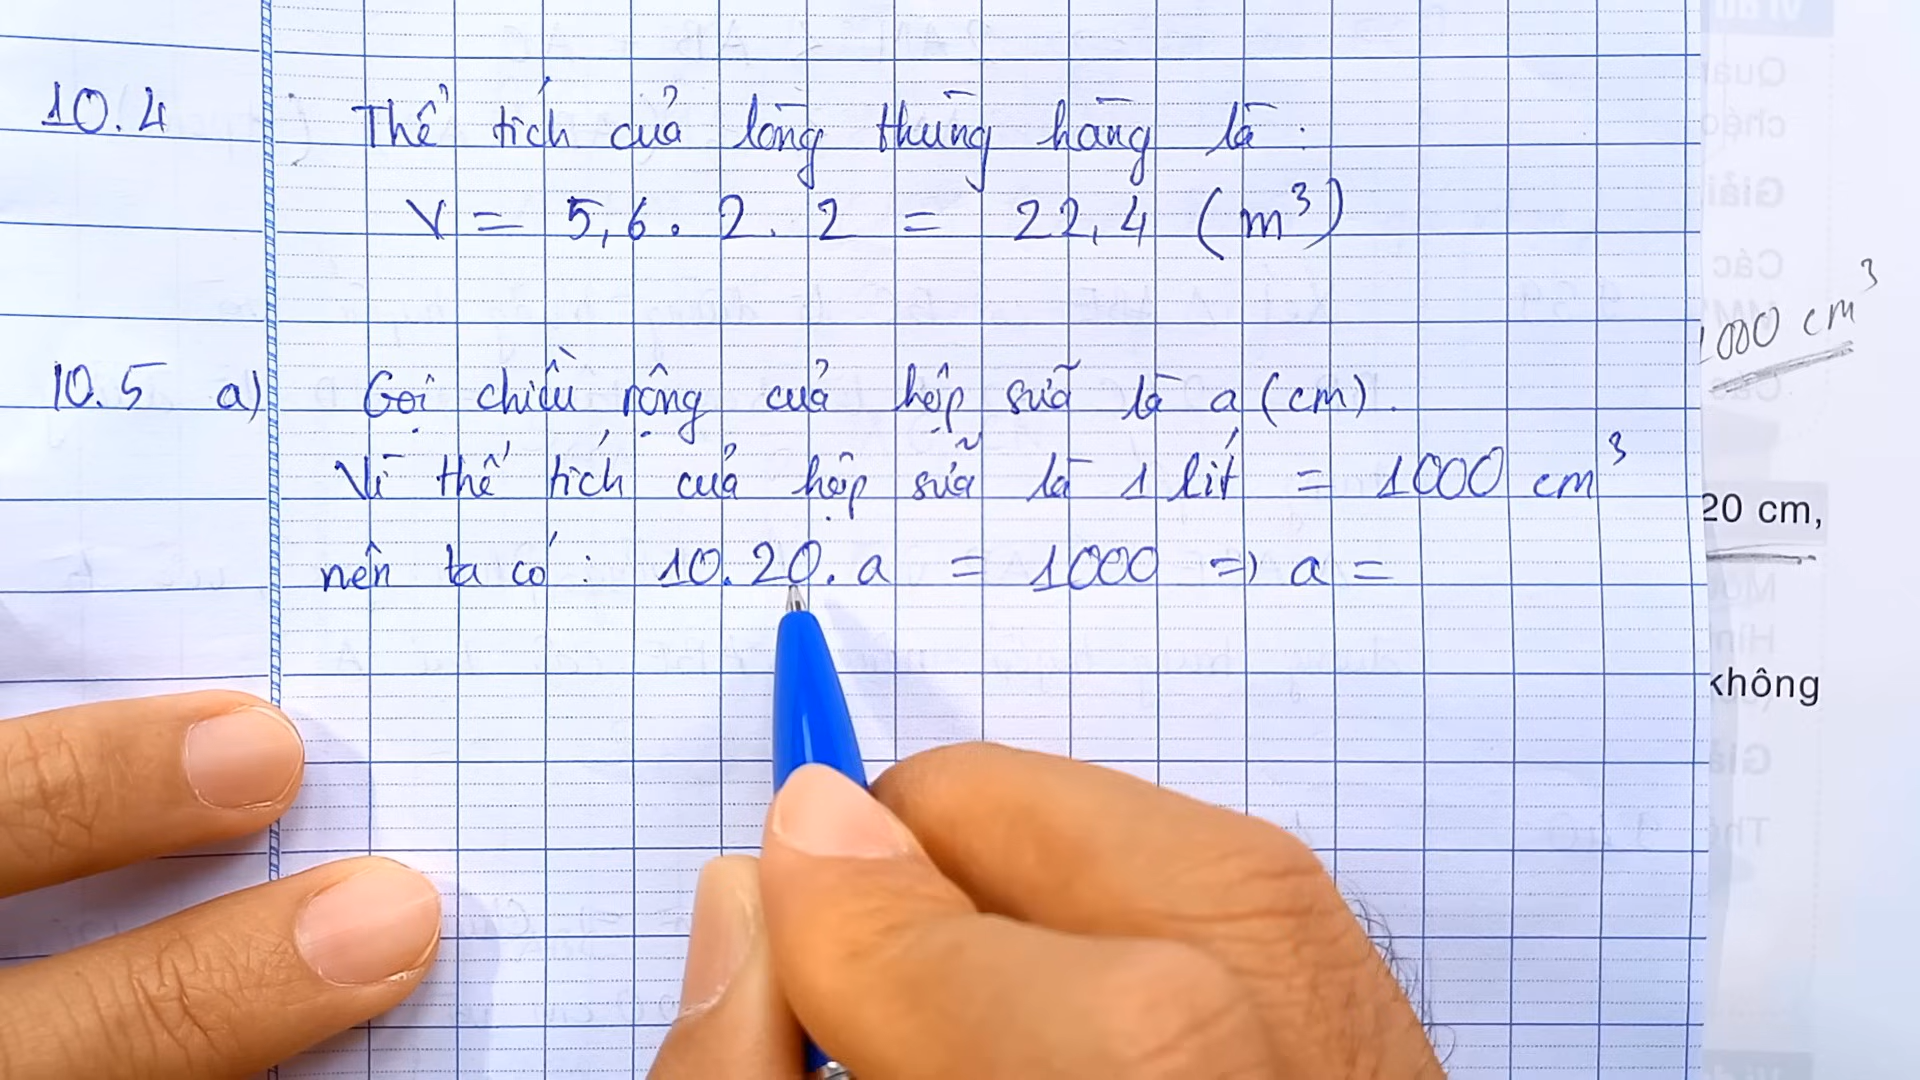 10.4 Thể tích của lòng thùng hàng là :
V = 5,6 . 2 . 2 = 22,4 (m³)
1000 cm³
10.5 a) Gọi chiều rộng của hộp sữa là a (cm).
Vì thể tích của hộp sữa là 1 lít = 1000 cm³
20 cm,
nên ta có : 10.20.a = 1000 => a =
không